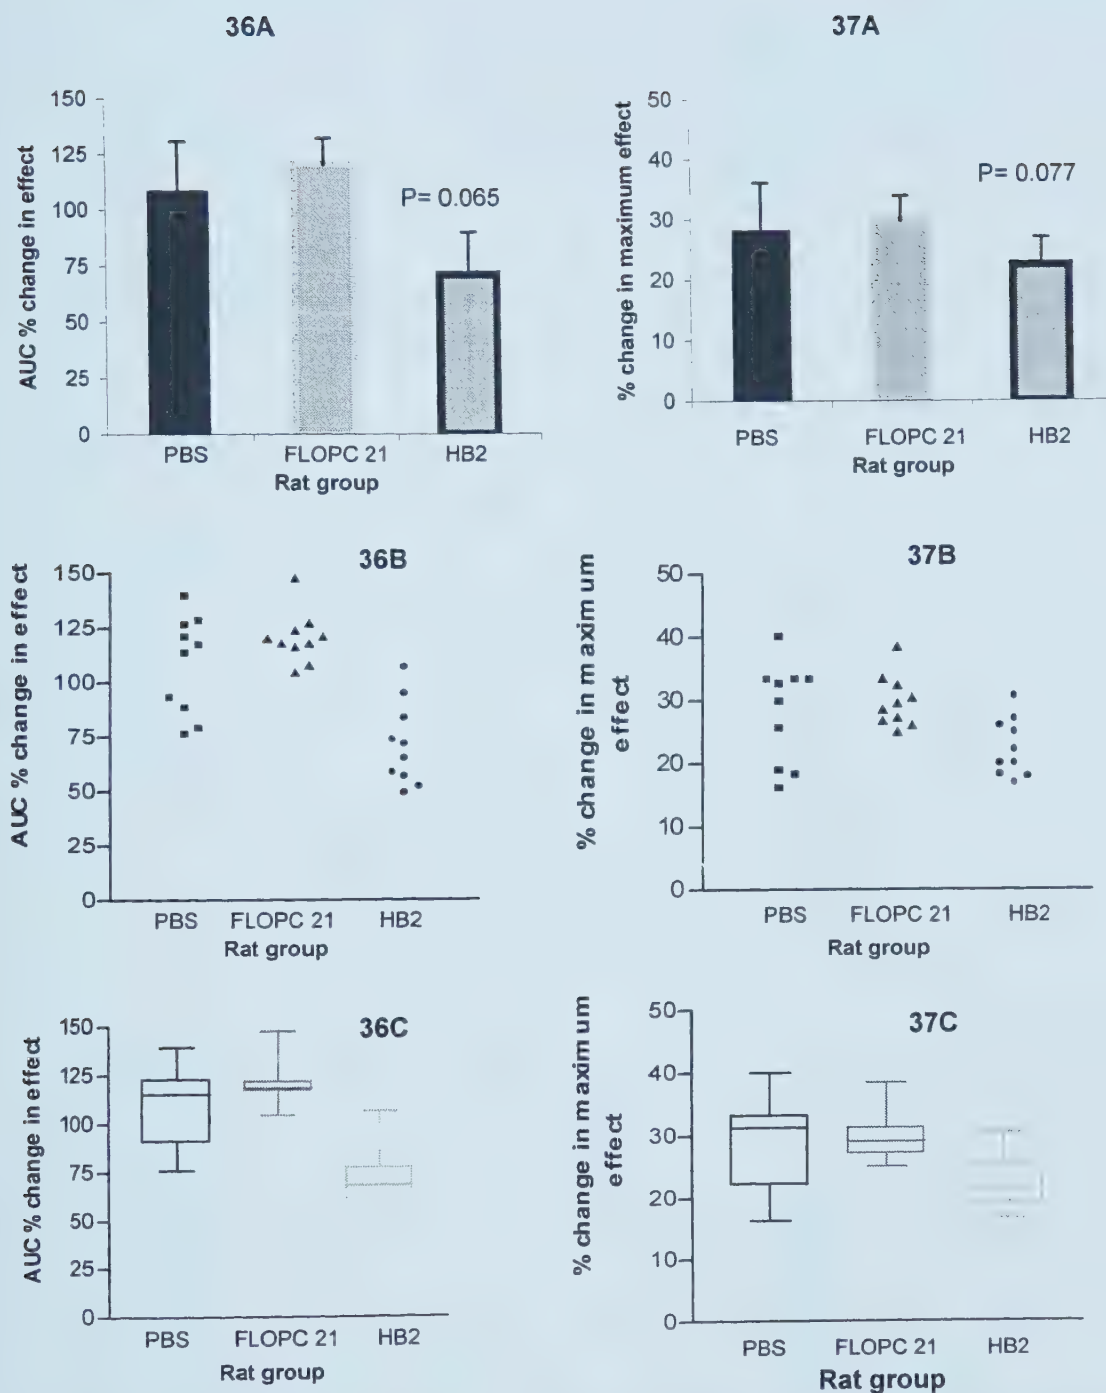 36A
AUC % change in effect
150
125
100
75
50
25
0
P= 0.065
PBS FLOPC 21 HB2
Rat group
37A
% change in maximum effect
50
40
30
20
10
0
P= 0.077
PBS FLOPC 21 HB2
Rat group
36B
AUC % change in effect
150
125
100
75
50
25
0
PBS FLOPC 21 HB2
Rat group
37B
% change in maximum
effect
50
40
30
20
10
0
PBS FLOPC 21 HB2
Rat group
36C
AUC % change in effect
150
125
100
75
50
25
0
PBS FLOPC 21 HB2
Rat group
37C
% change in maximum
effect
50
40
30
20
10
0
PBS FLOPC 21 HB2
Rat group